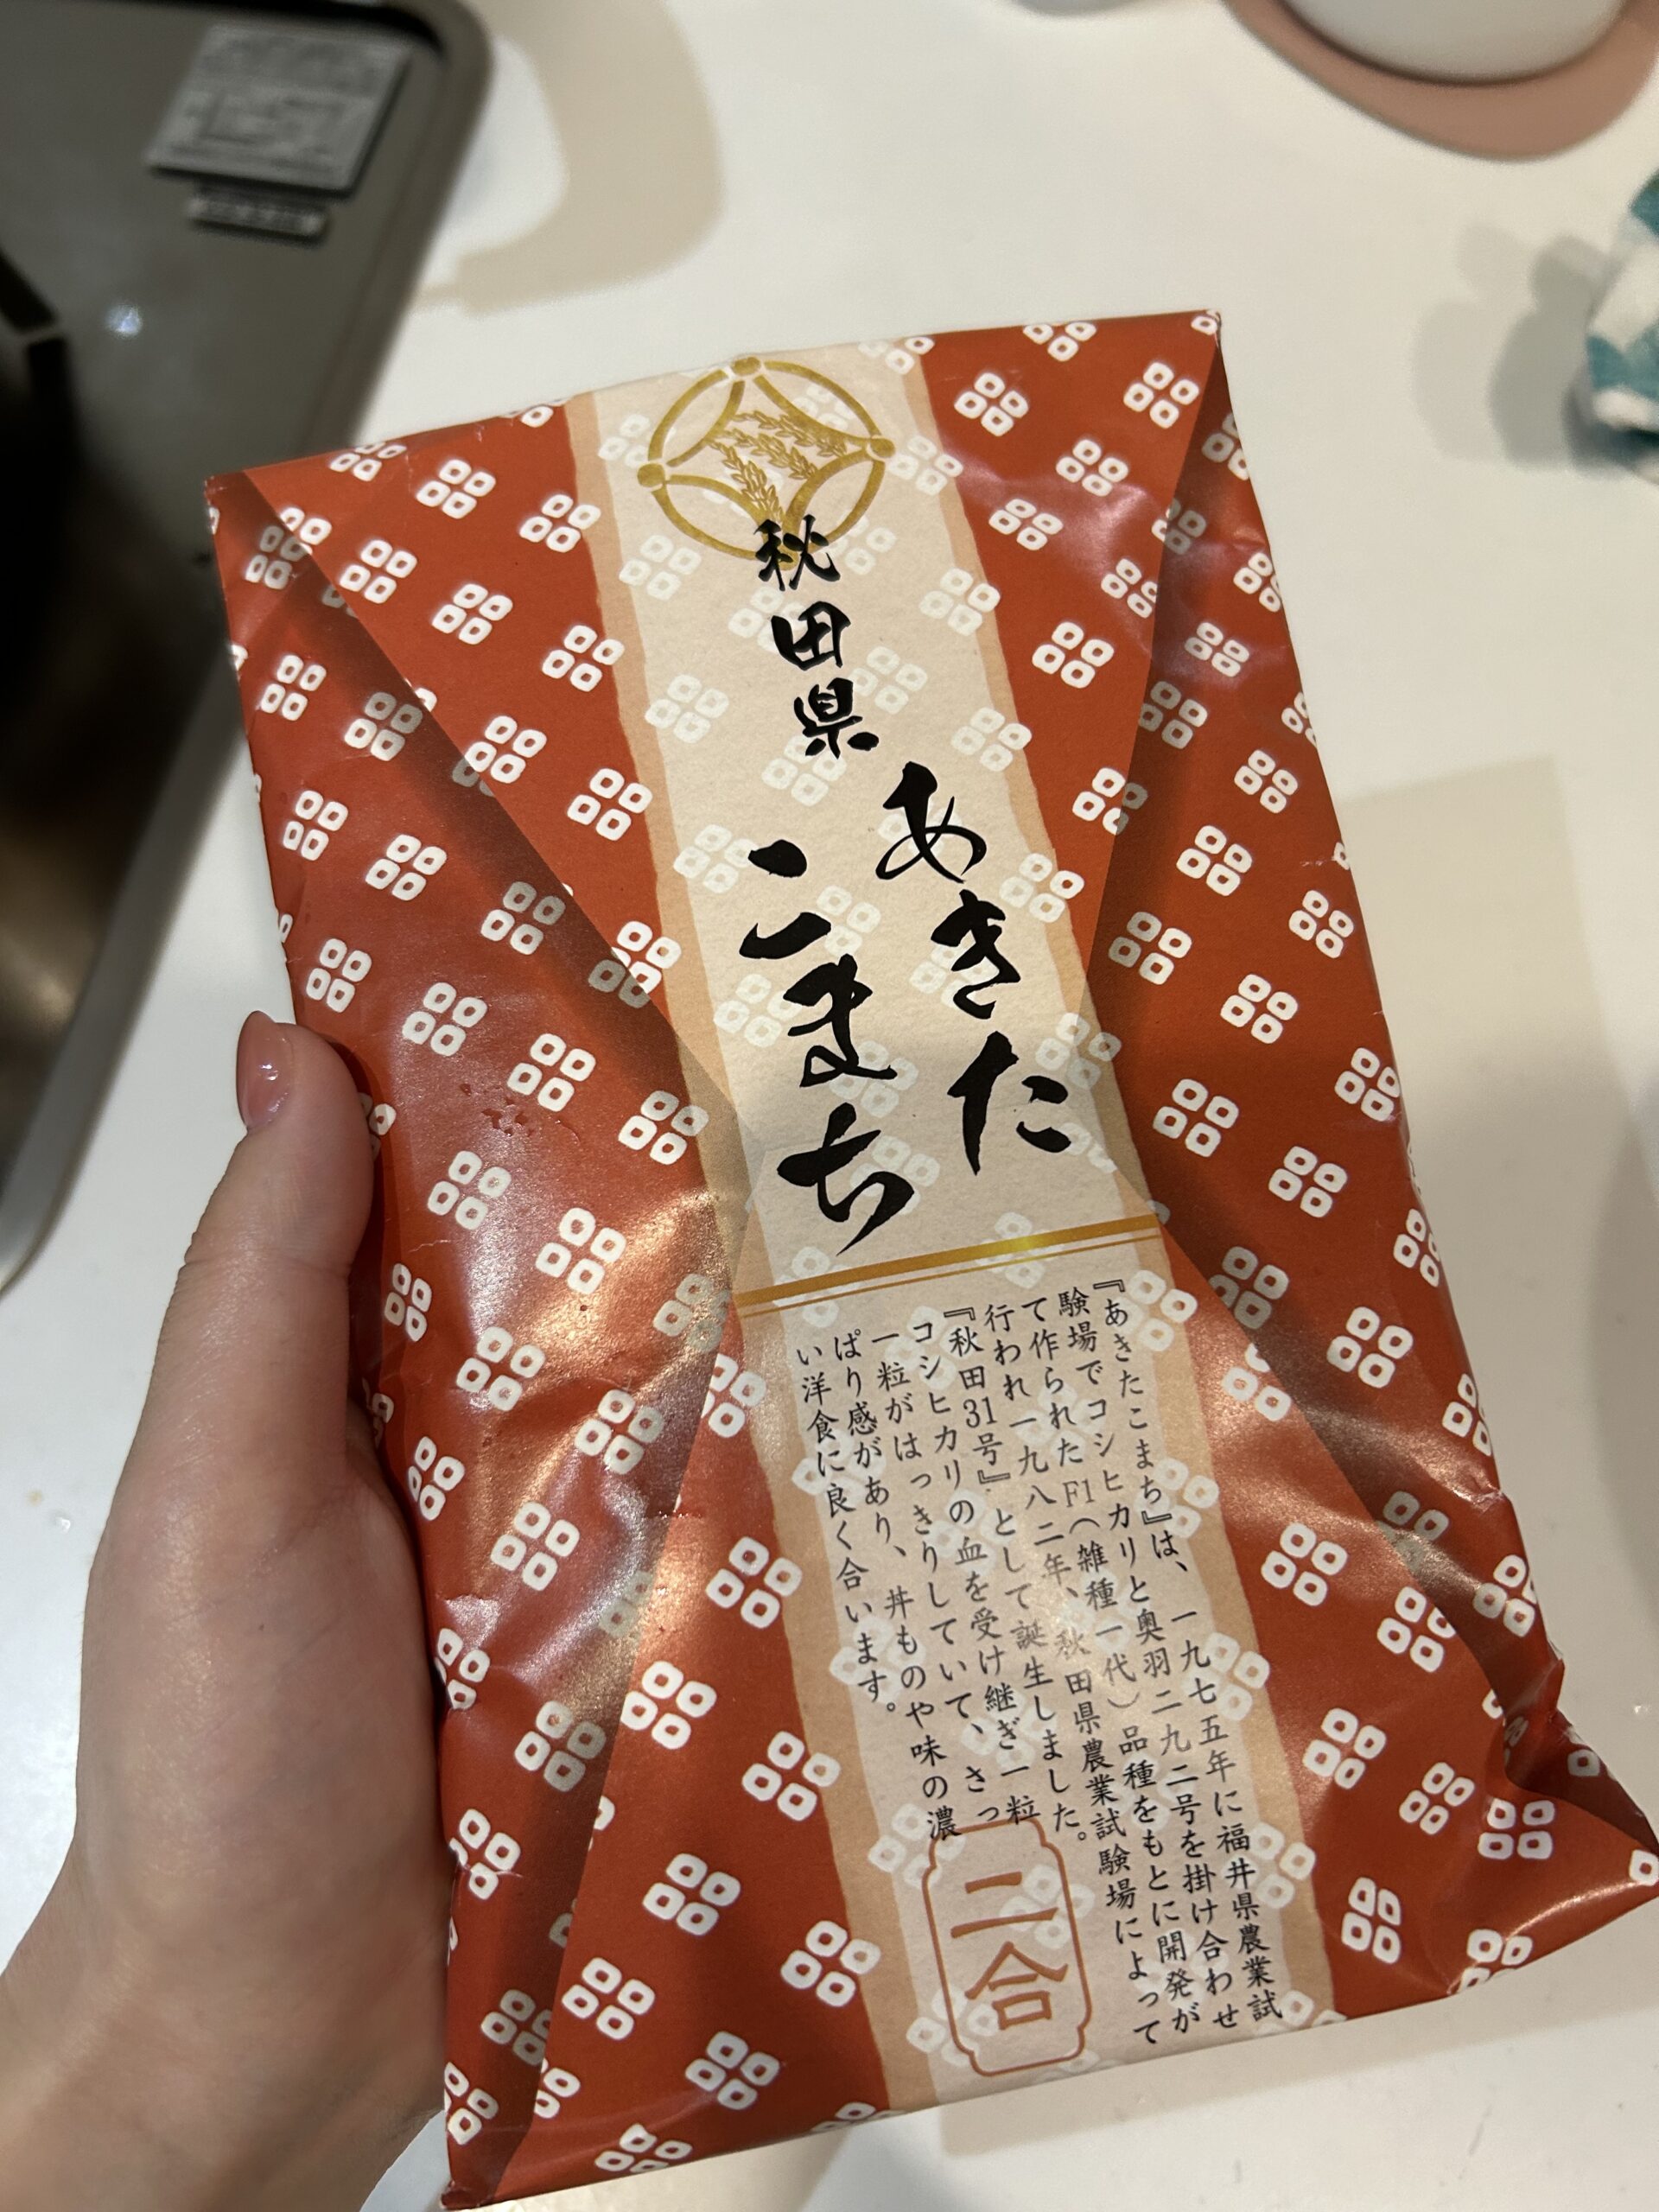 秋田県
あきた
こまち
『あきたこまち』は、一九七五年に福井県農業試
験場でコシヒカリと奥羽二九二号を掛け合わせ
て作られたF1（雑種一代）品種をもとに開発が
行われ一九八二年、秋田県農業試験場によって
『秋田31号』として誕生しました。
コシヒカリの血を受け継ぎ一粒
一粒がはっきりしていて、さっ
ぱり感があり、丼ものや味の濃
い洋食に良く合います。
二合